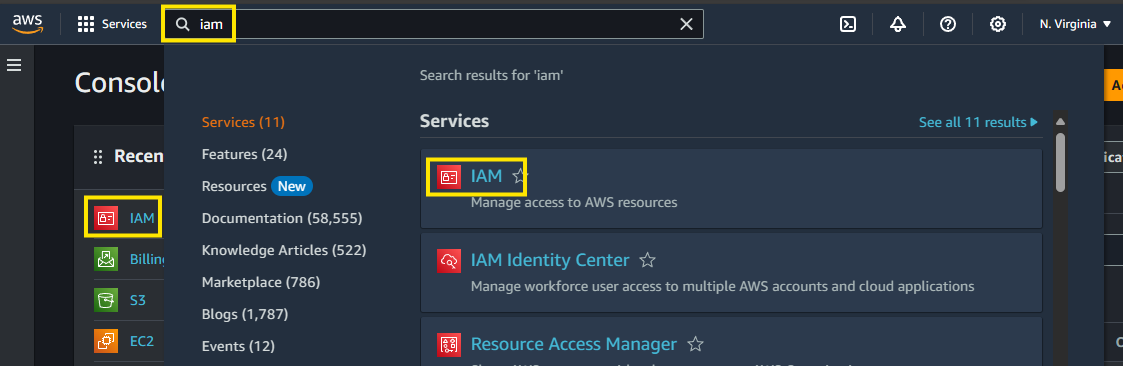 aws
Services
iam
N. Virginia
Search results for 'iam'
Services (11)
Features (24)
Resources New
Documentation (58,555)
Knowledge Articles (522)
Marketplace (786)
Blogs (1,787)
Events (12)
Services
See all 11 results
IAM
Manage access to AWS resources
IAM Identity Center
Manage workforce user access to multiple AWS accounts and cloud applications
Resource Access Manager
Consol
Recen
IAM
Billing
S3
EC2